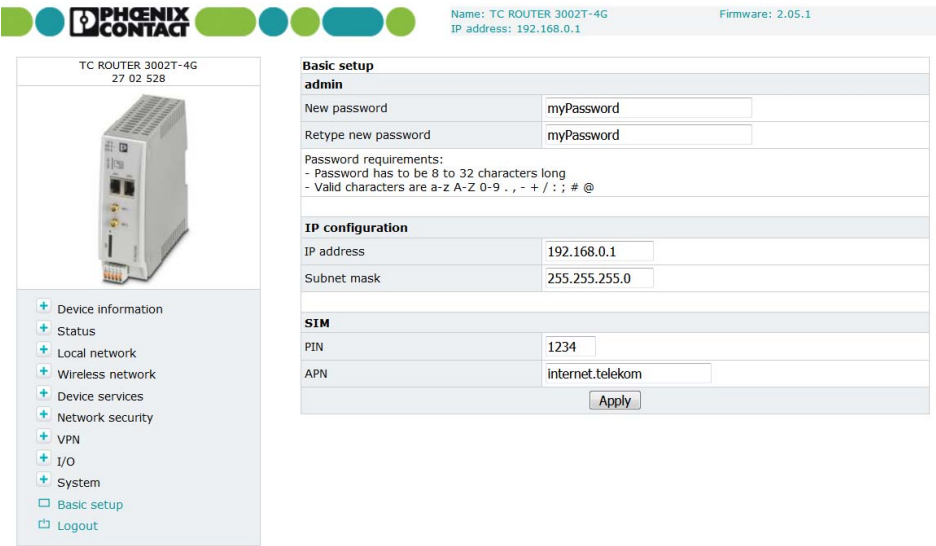 PHŒNIX
CONTACT
Name: TC ROUTER 3002T-4G
Firmware: 2.05.1
IP address: 192.168.0.1
TC ROUTER 3002T-4G
27 02 528
Device information
Status
Local network
Wireless network
Device services
Network security
VPN
I/O
System
Basic setup
Logout
Basic setup
admin
New password myPassword
Retype new password myPassword
Password requirements:
- Password has to be 8 to 32 characters long
- Valid characters are a-z A-Z 0-9 . , - + / : ; # @
IP configuration
IP address 192.168.0.1
Subnet mask 255.255.255.0
SIM
PIN 1234
APN internet.telekom
Apply